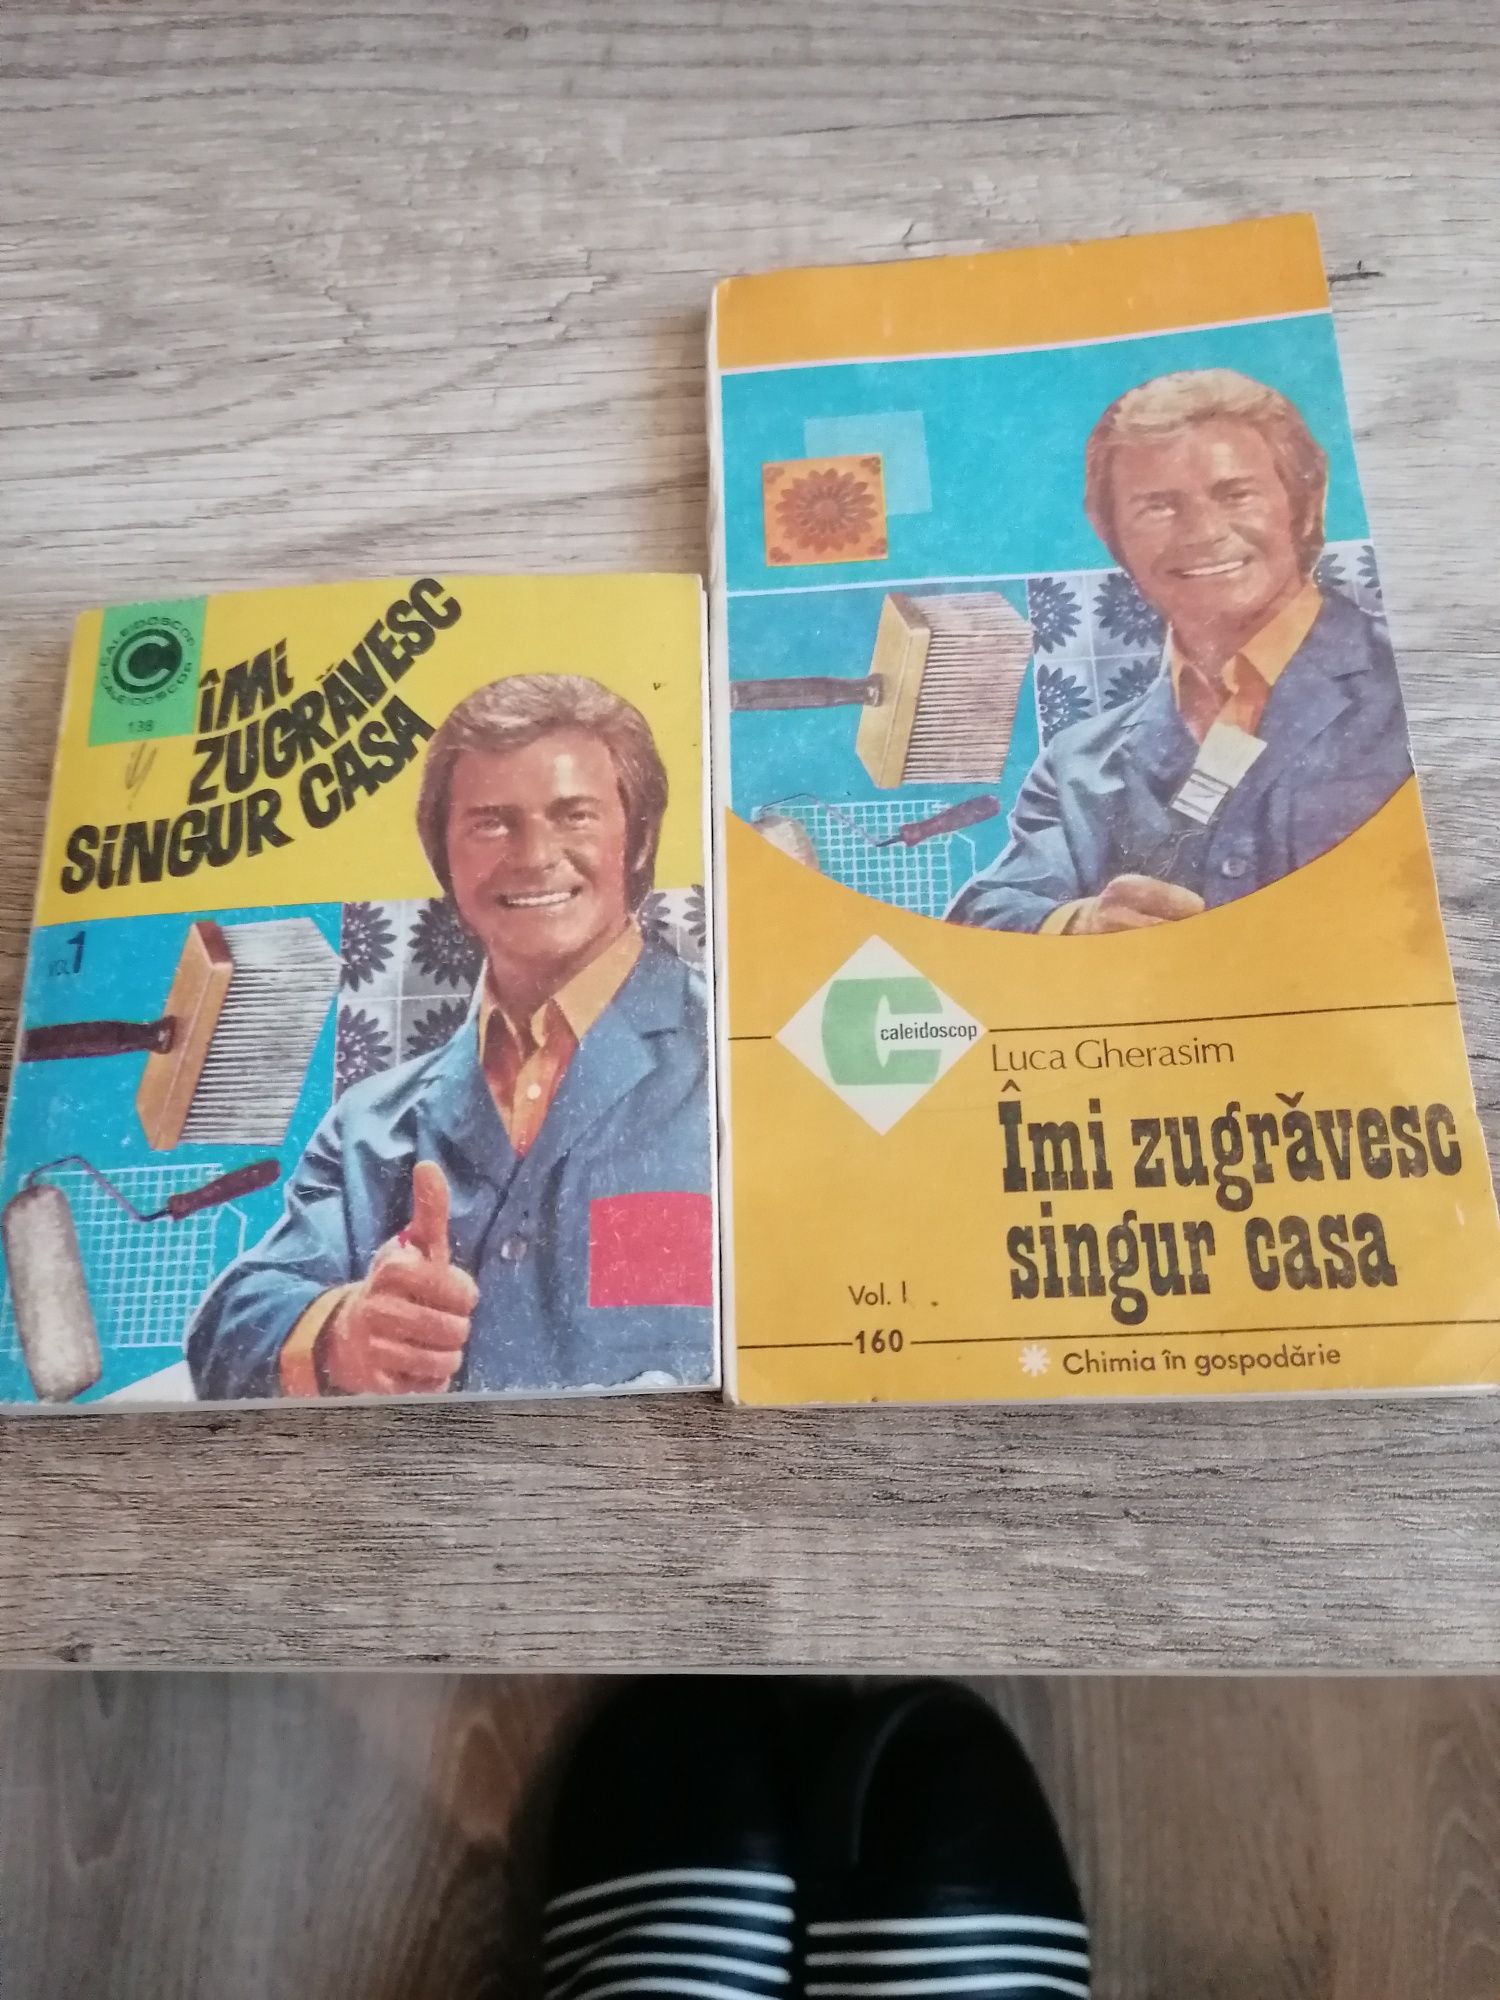 CALEIDOSCOP
CALEIDOSCOP
138
ÎMi
ZUGRĂVESC
SiNGUR CASA
VOL 1
C
caleidoscop
Luca Gherasim
Îmi zugrăvesc
singur casa
Vol. I
160
Chimia în gospodărie